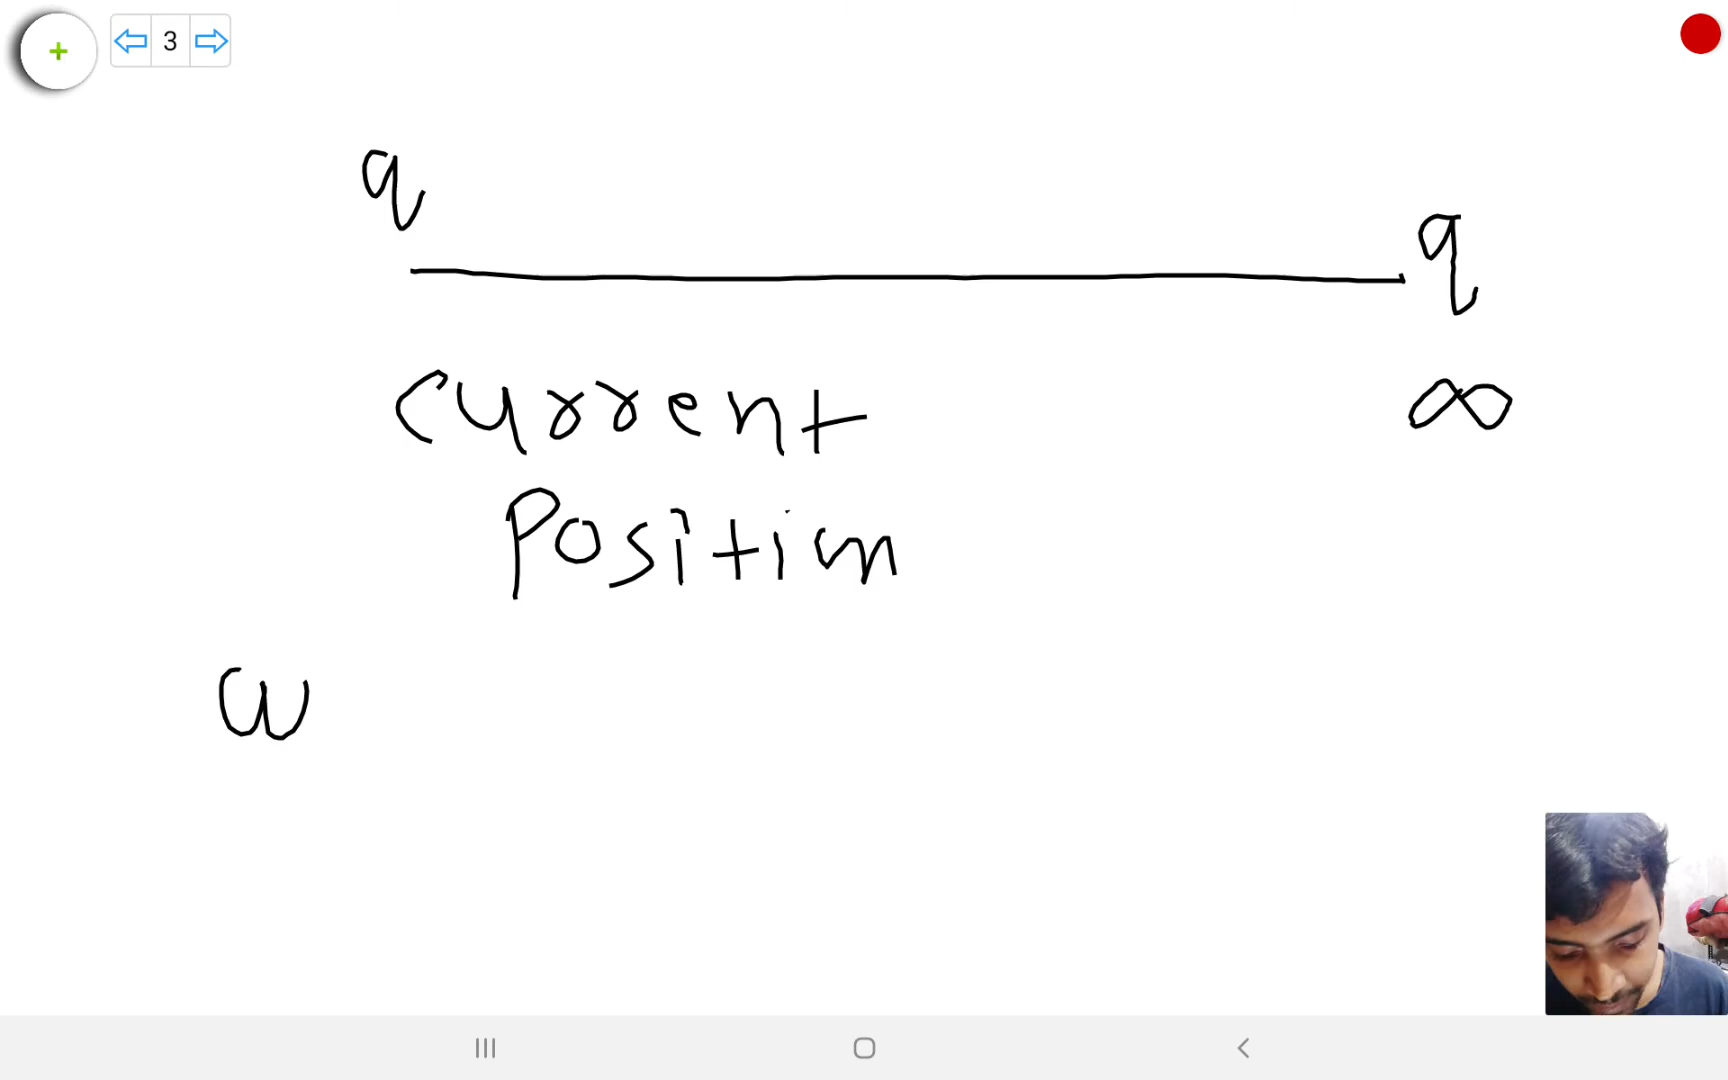 3
q
q
current
∞
Position
W